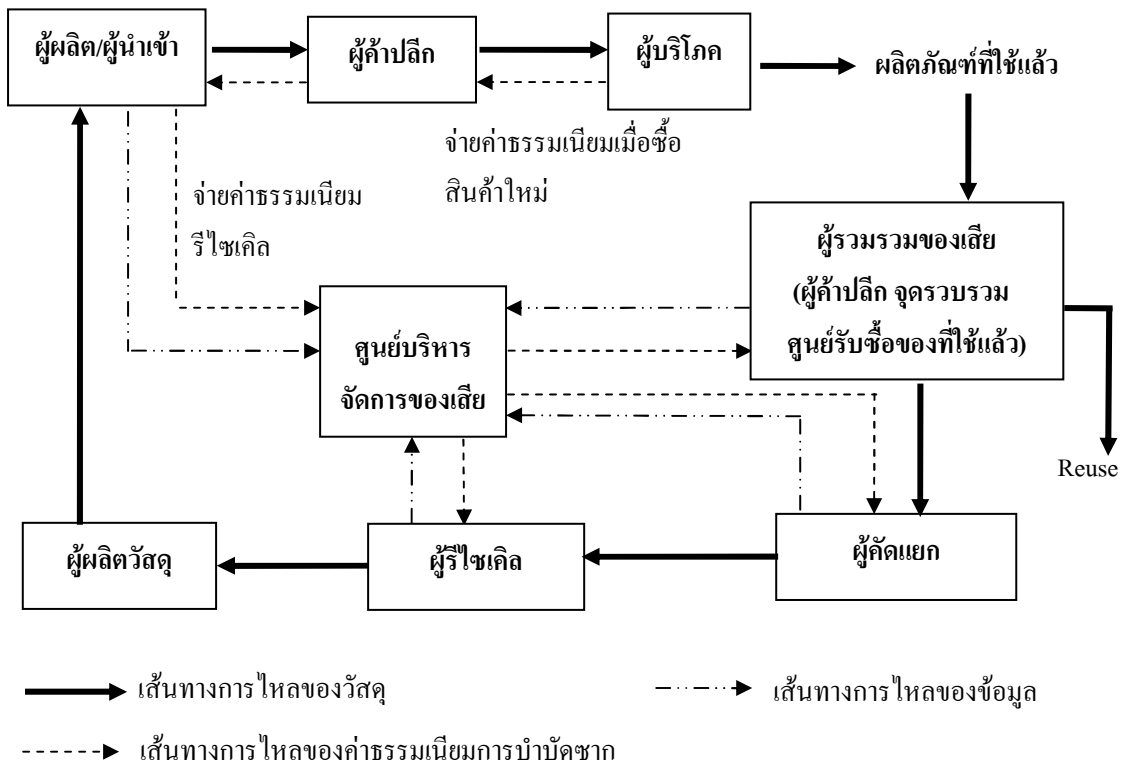 ผู้ผลิต/ผู้นำเข้า
ผู้ค้าปลีก
ผู้บริโภค
ผลิตภัณฑ์ที่ใช้แล้ว
จ่ายค่าธรรมเนียมเมื่อซื้อ
สินค้าใหม่
จ่ายค่าธรรมเนียม
รีไซเคิล
ผู้รวมรวมของเสีย
(ผู้ค้าปลีก จุดรวบรวม
ศูนย์รับซื้อของที่ใช้แล้ว)
ศูนย์บริหาร
จัดการของเสีย
Reuse
ผู้ผลิตวัสดุ
ผู้รีไซเคิล
ผู้คัดแยก
เส้นทางการไหลของวัสดุ
เส้นทางการไหลของข้อมูล
เส้นทางการไหลของค่าธรรมเนียมการบำบัดซาก